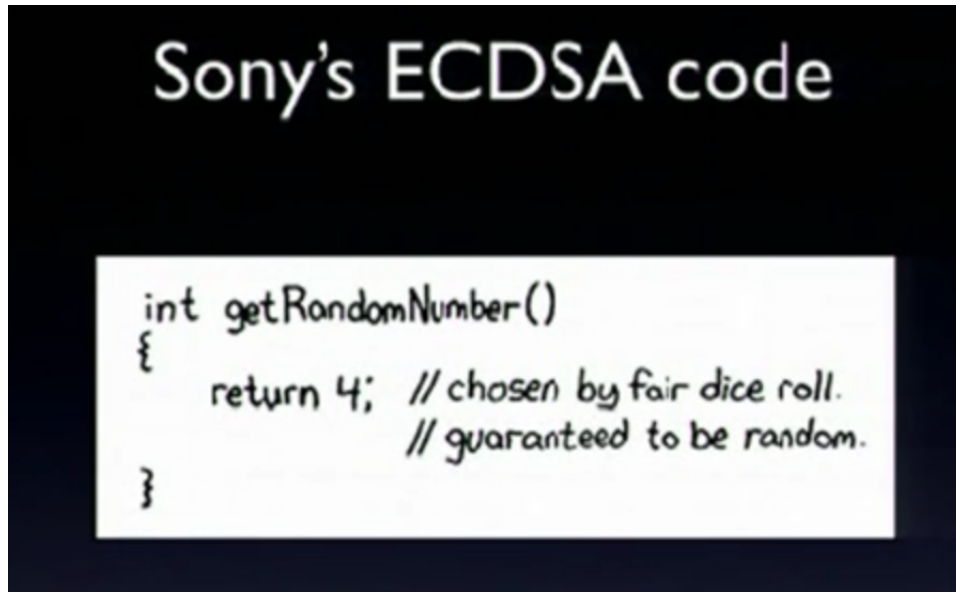 Sony's ECDSA code
int getRandomNumber()
{
return 4; // chosen by fair dice roll.
// guaranteed to be random.
}